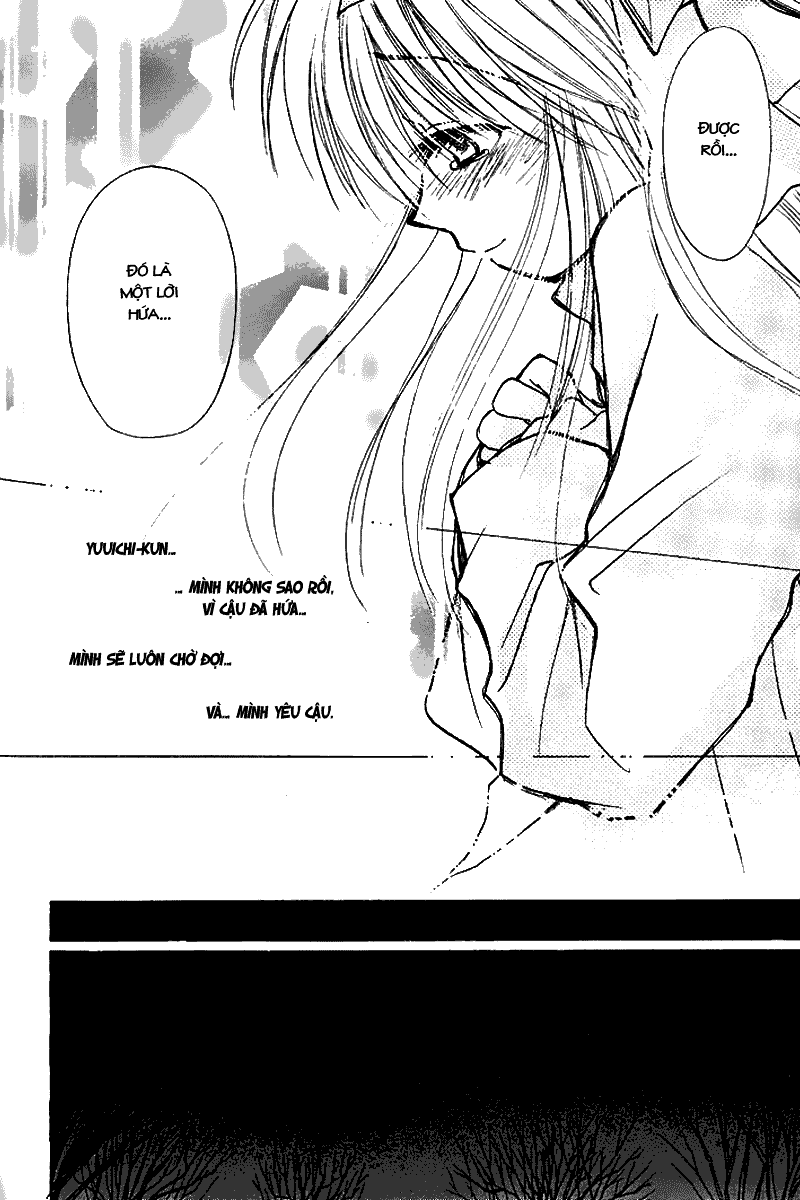 ĐƯỢC
RỒI...
ĐÓ LÀ
MỘT LỜI
HỨA...
YUUICHI-KUN...
... MÌNH KHÔNG SAO RỒI,
VÌ CẬU ĐÃ HỨA...
MÌNH SẼ LUÔN CHỜ ĐỢI...
VÀ... MÌNH YÊU CẬU.